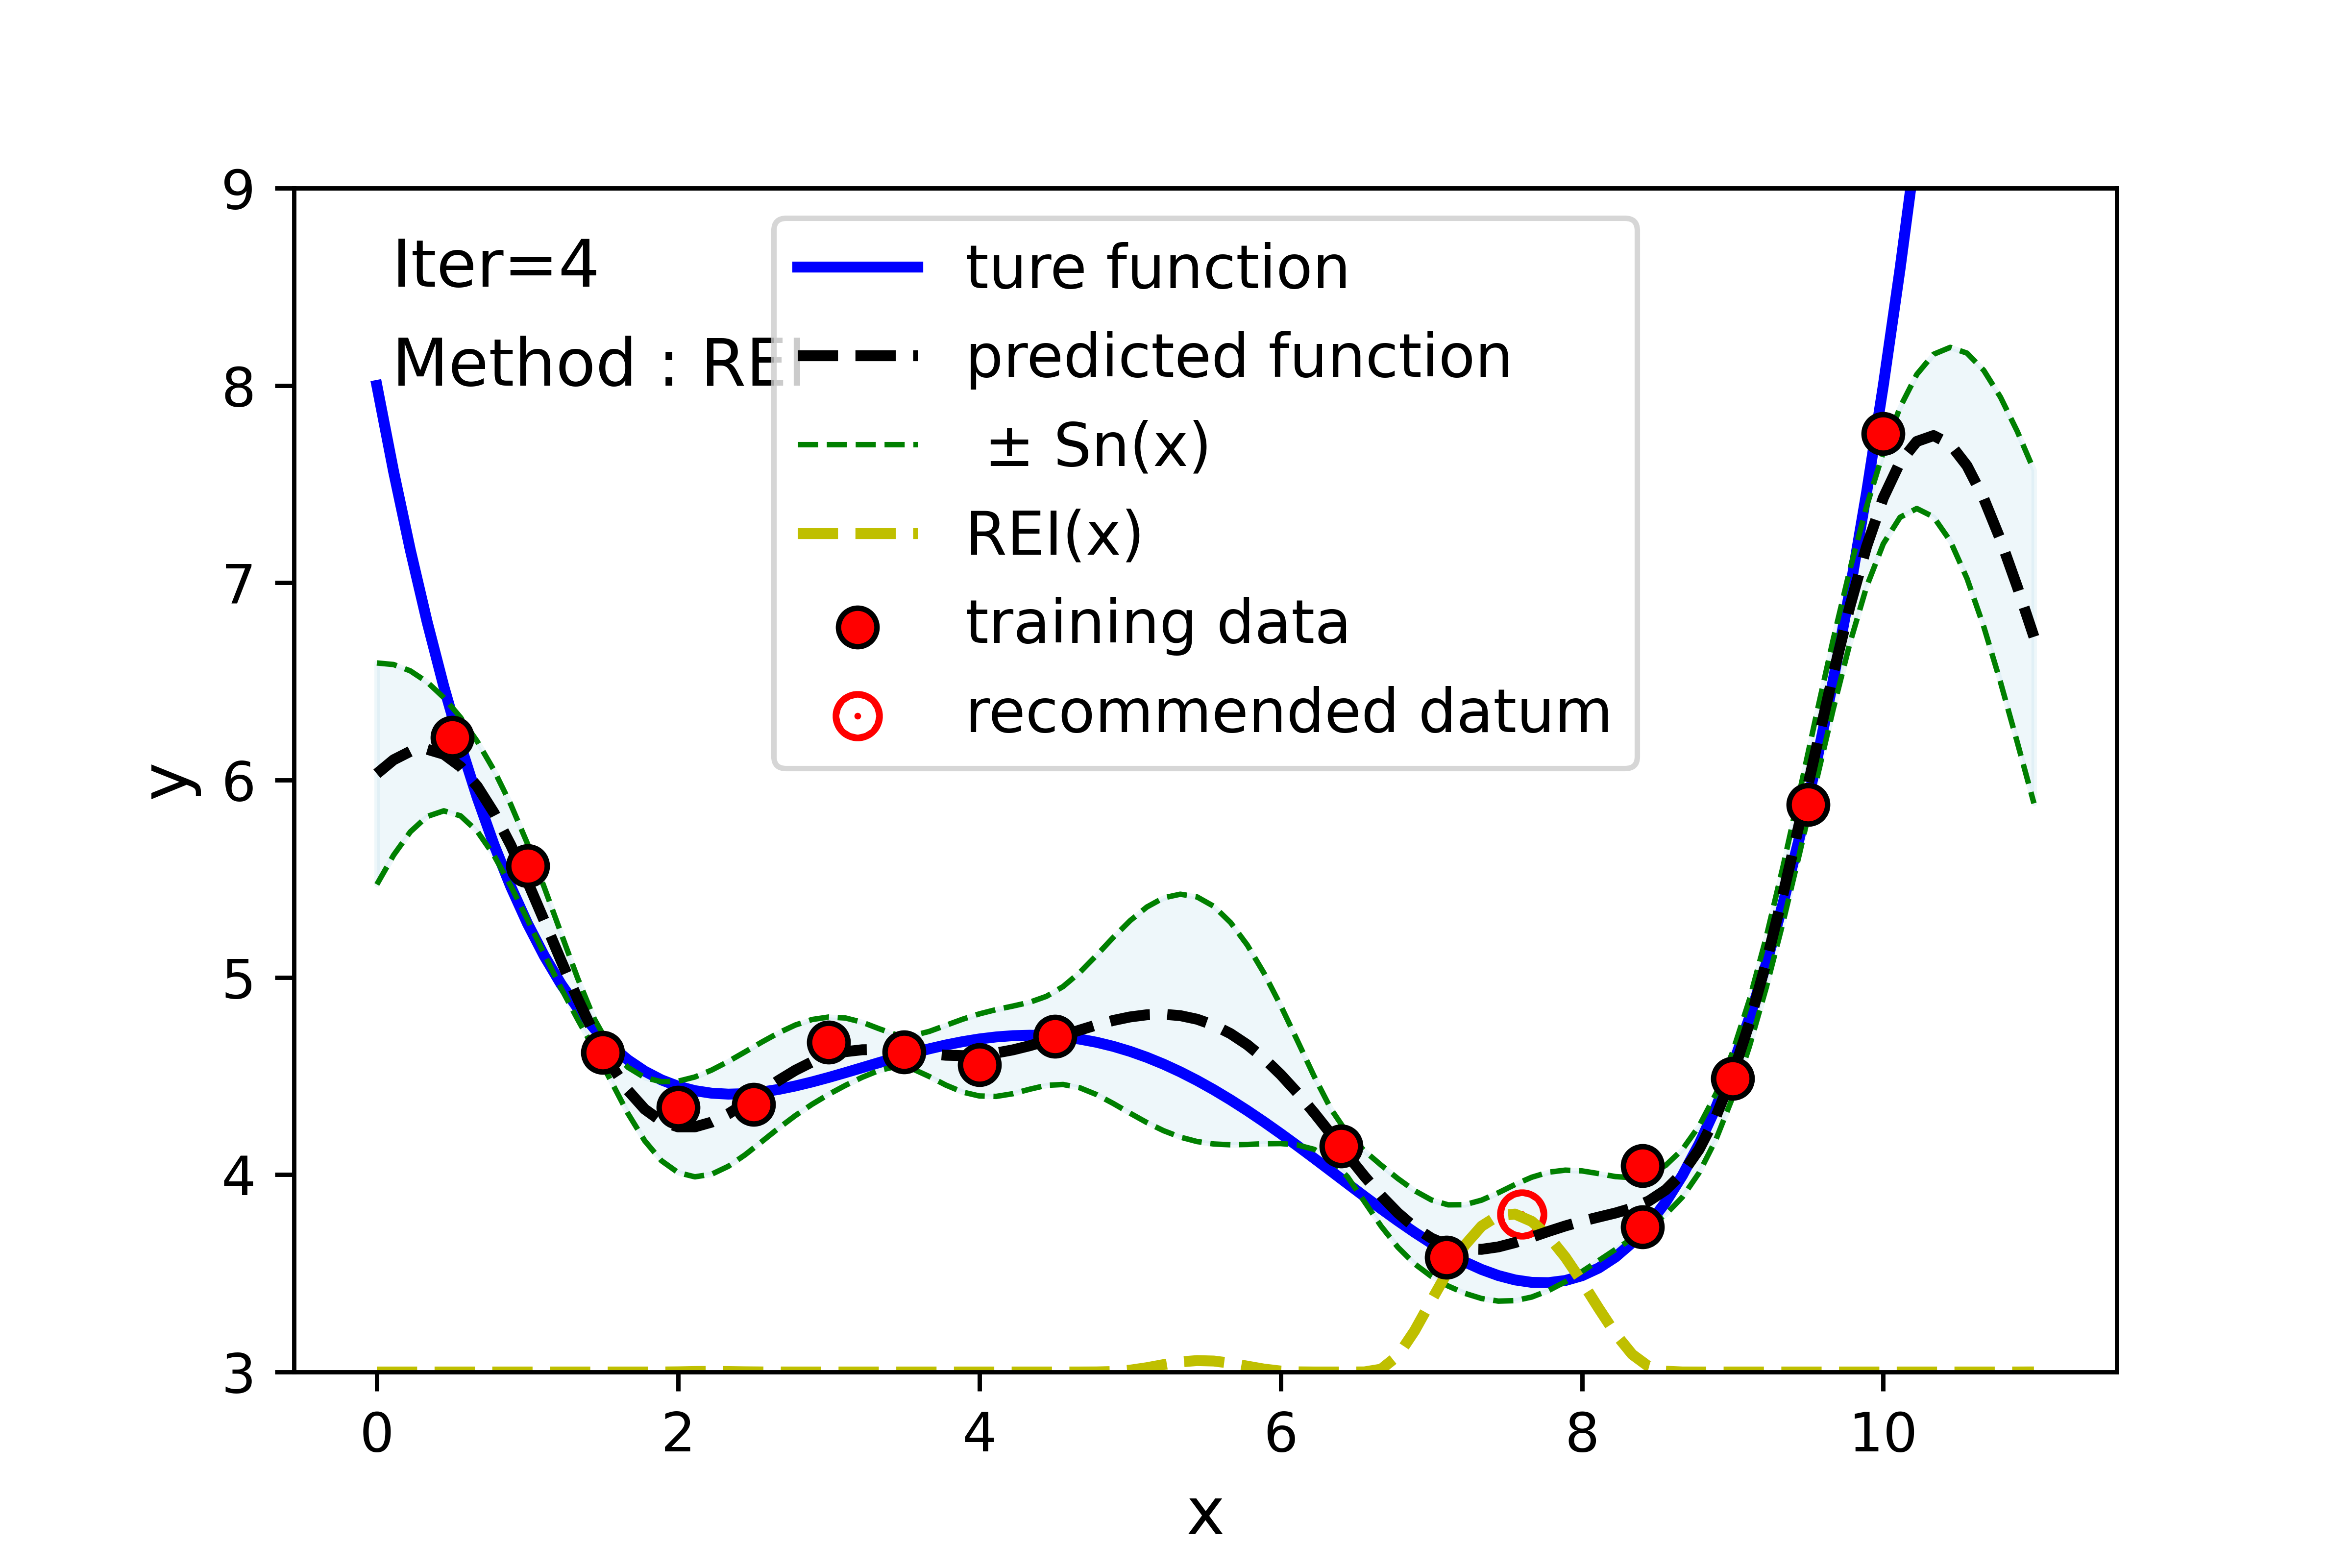 Iter=4
Method : REI
ture function
predicted function
± Sn(x)
REI(x)
training data
recommended datum
9
8
7
6
5
4
3
y
0 2 4 6 8 10
x